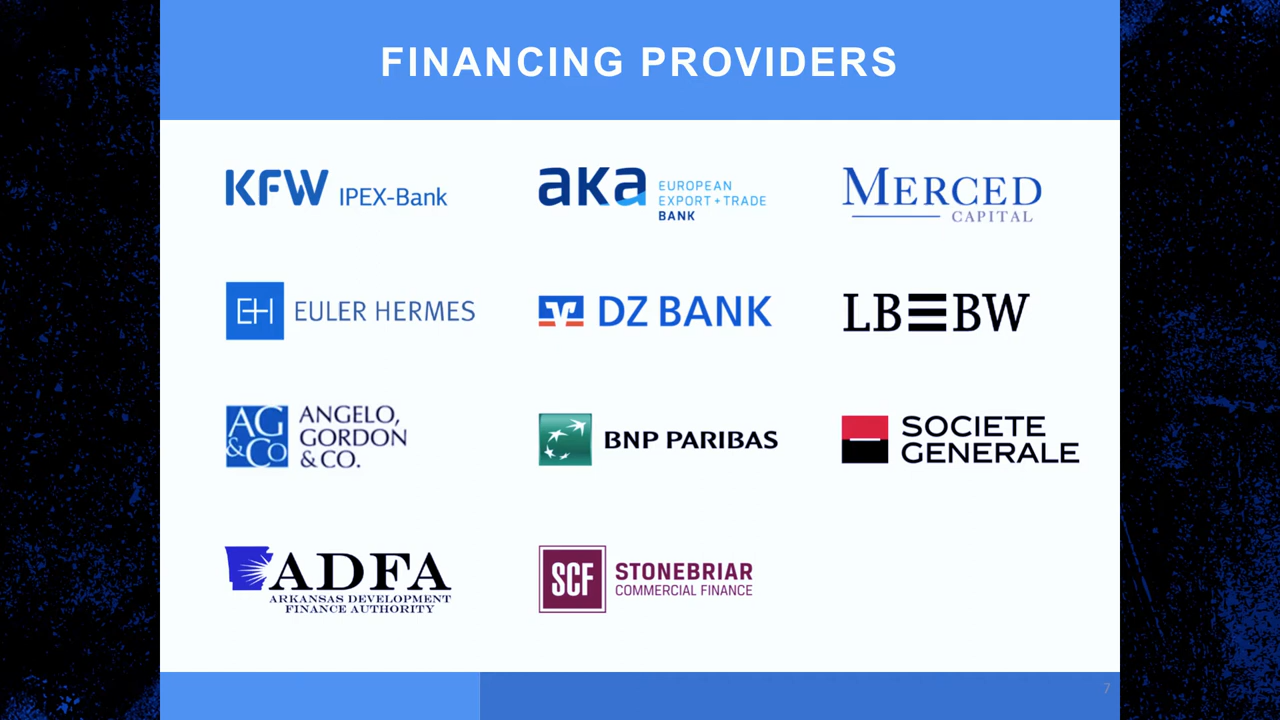 FINANCING PROVIDERS
KFW IPEX-Bank
aka EUROPEAN
EXPORT + TRADE
BANK
MERCED
CAPITAL
EH EULER HERMES
DZ BANK
LB BW
AG
& Co
ANGELO,
GORDON
& CO.
BNP PARIBAS
SOCIETE
GENERALE
ADFA
ARKANSAS DEVELOPMENT
FINANCE AUTHORITY
SCF
STONEBRIAR
COMMERCIAL FINANCE
7